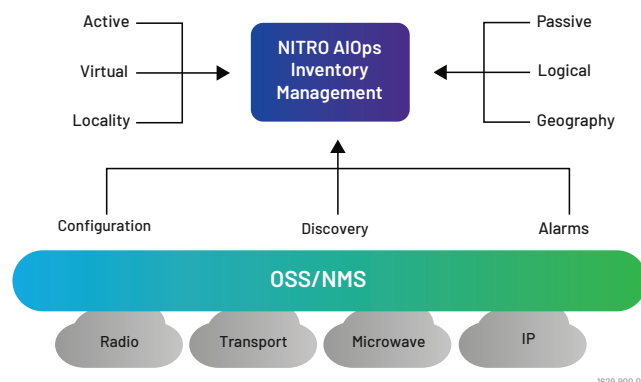 Active
Virtual
Locality
NITRO AIOps
Inventory
Management
Passive
Logical
Geography
Configuration
Discovery
Alarms
OSS/NMS
Radio
Transport
Microwave
IP